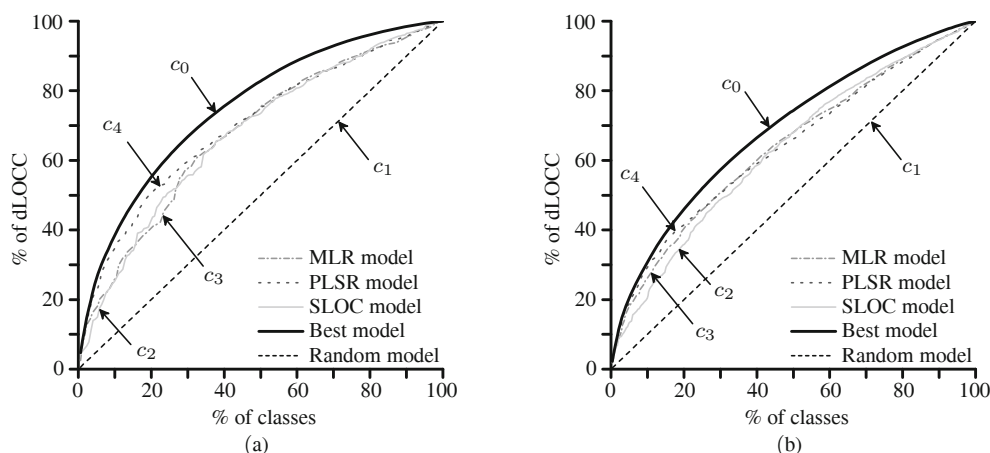 100
80
60
40
20
0
% of dLOCC
c0
c4
c1
c3
c2
MLR model
PLSR model
SLOC model
Best model
Random model
0 20 40 60 80 100
% of classes
(a)
100
80
60
40
20
0
% of dLOCC
c0
c4
c1
c2
c3
MLR model
PLSR model
SLOC model
Best model
Random model
0 20 40 60 80 100
% of classes
(b)